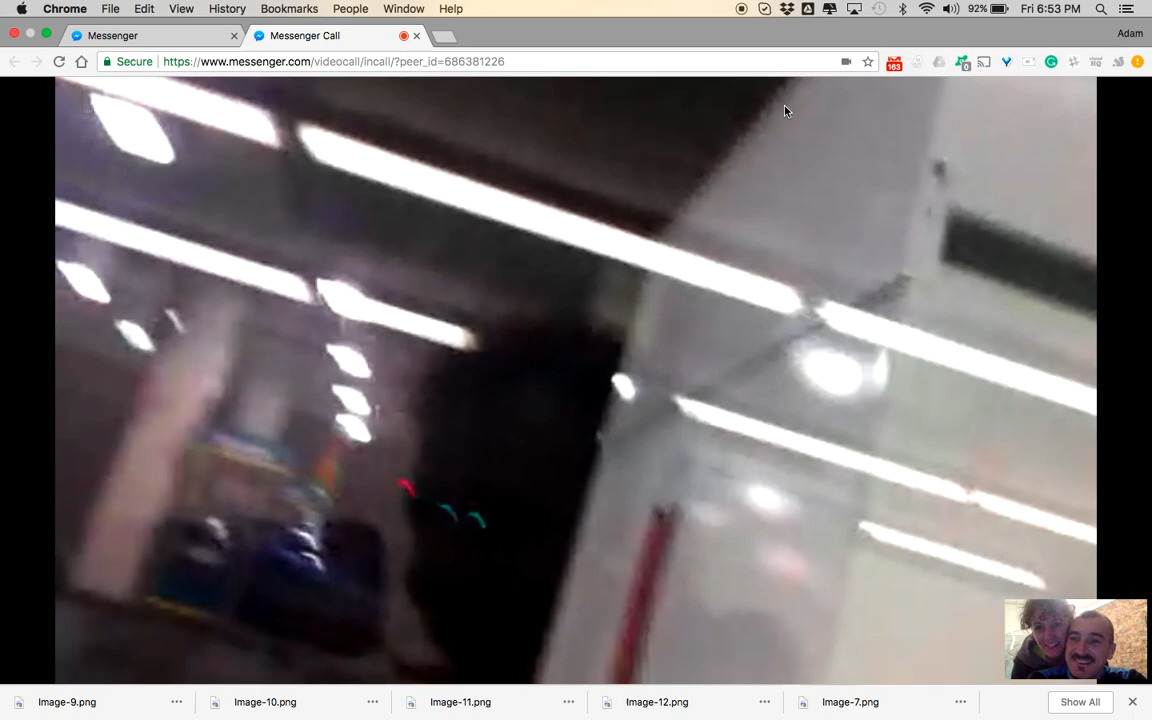 Chrome File Edit View History Bookmarks People Window Help 92% Fri 6:53 PM
Messenger Messenger Call Adam
Secure https://www.messenger.com/videocall/incall/?peer_id=686381226 163 0
Image-9.png Image-10.png Image-11.png Image-12.png Image-7.png Show All